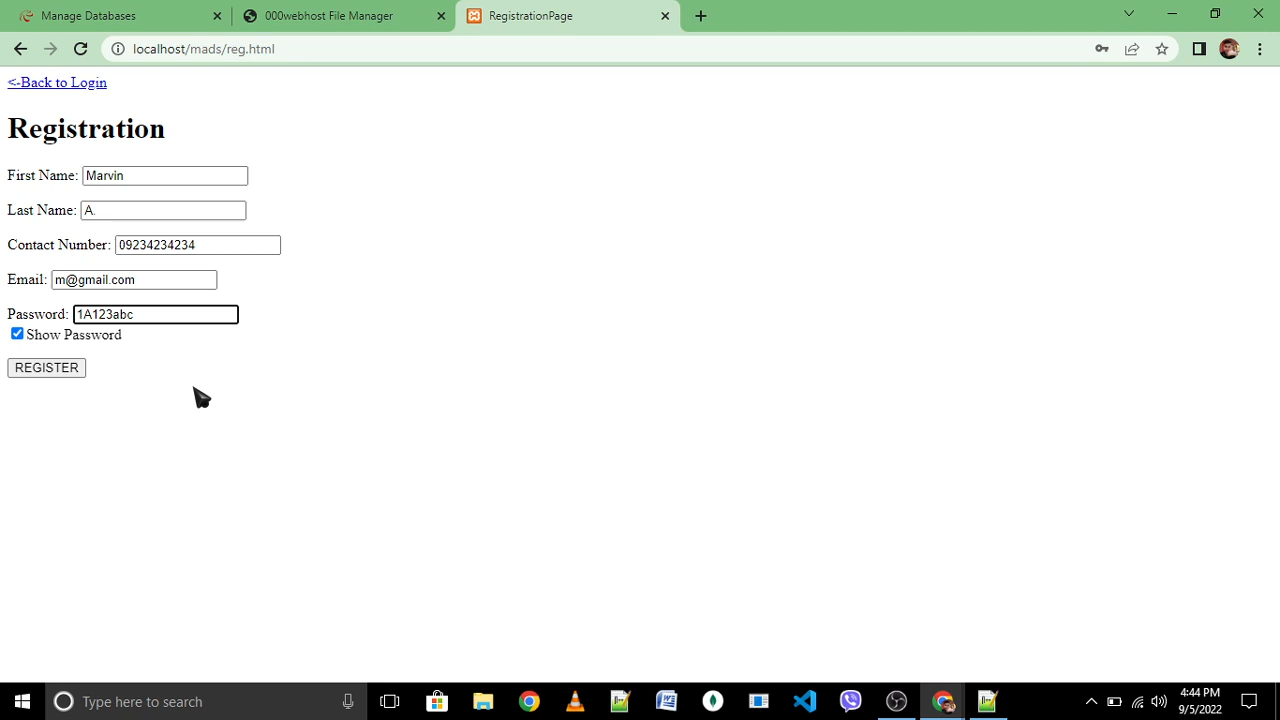 Manage Databases
000webhost File Manager
RegistrationPage
localhost/mads/reg.html
<-Back to Login
Registration
First Name: Marvin
Last Name: A.
Contact Number: 09234234234
Email: m@gmail.com
Password: 1A123abc
Show Password
REGISTER
Type here to search
4:44 PM
9/5/2022